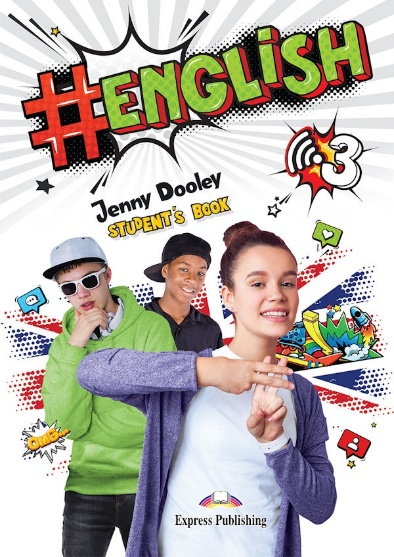 #ENGLiSH
3
Jenny Dooley
STUDENT'S BOOK
OMG...
Express Publishing